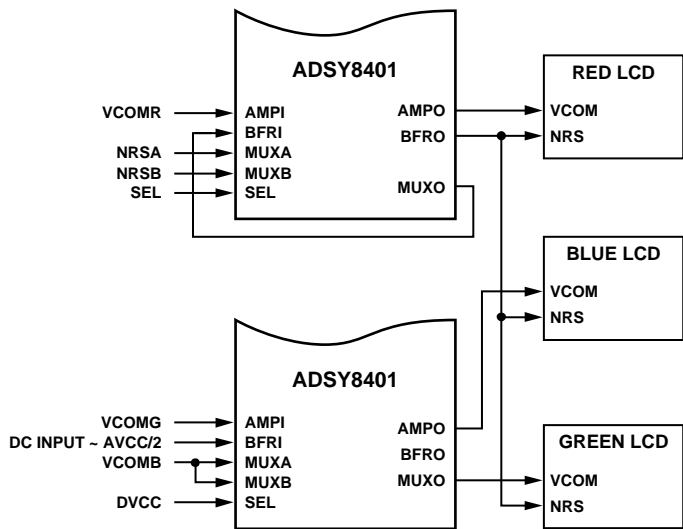 ADSY8401
VCOMR
NRSA
NRSB
SEL
AMPI
BFRI
MUXA
MUXB
SEL
AMPO
BFRO
MUXO
RED LCD
VCOM
NRS
BLUE LCD
VCOM
NRS
ADSY8401
VCOMG
DC INPUT ~ AVCC/2
VCOMB
DVCC
AMPI
BFRI
MUXA
MUXB
SEL
AMPO
BFRO
MUXO
GREEN LCD
VCOM
NRS